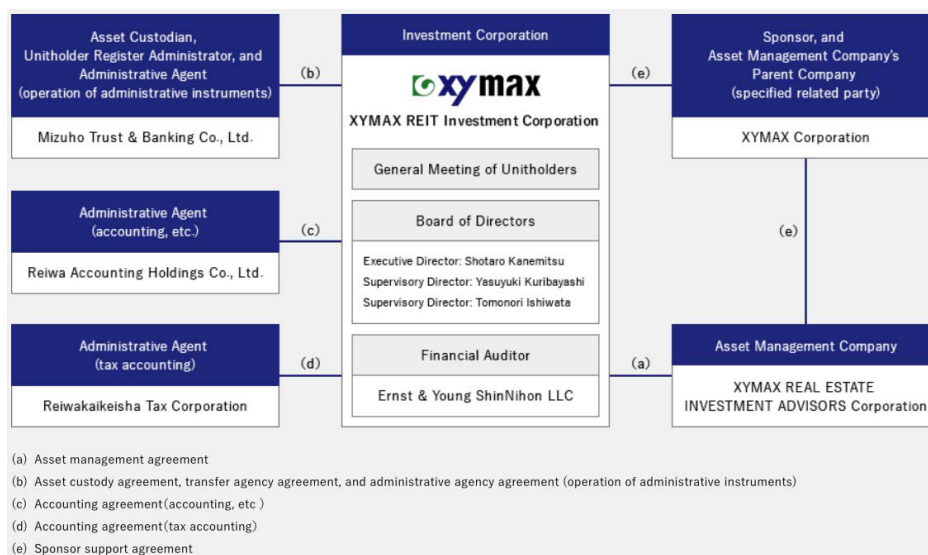 Asset Custodian,
Unitholder Register Administrator, and
Administrative Agent
(operation of administrative instruments)
Mizuho Trust & Banking Co., Ltd.
(b)
Administrative Agent
(accounting, etc.)
Reiwa Accounting Holdings Co., Ltd.
(c)
Administrative Agent
(tax accounting)
Reiwakaikeisha Tax Corporation
(d)
Investment Corporation
xymax
XYMAX REIT Investment Corporation
General Meeting of Unitholders
Board of Directors
Executive Director: Shotaro Kanemitsu
Supervisory Director: Yasuyuki Kuribayashi
Supervisory Director: Tomonori Ishiwata
Financial Auditor
Ernst & Young ShinNihon LLC
(e)
Sponsor, and
Asset Management Company's
Parent Company
(specified related party)
XYMAX Corporation
(e)
(a)
Asset Management Company
XYMAX REAL ESTATE
INVESTMENT ADVISORS Corporation
(a) Asset management agreement
(b) Asset custody agreement, transfer agency agreement, and administrative agency agreement (operation of administrative instruments)
(c) Accounting agreement(accounting, etc )
(d) Accounting agreement(tax accounting)
(e) Sponsor support agreement